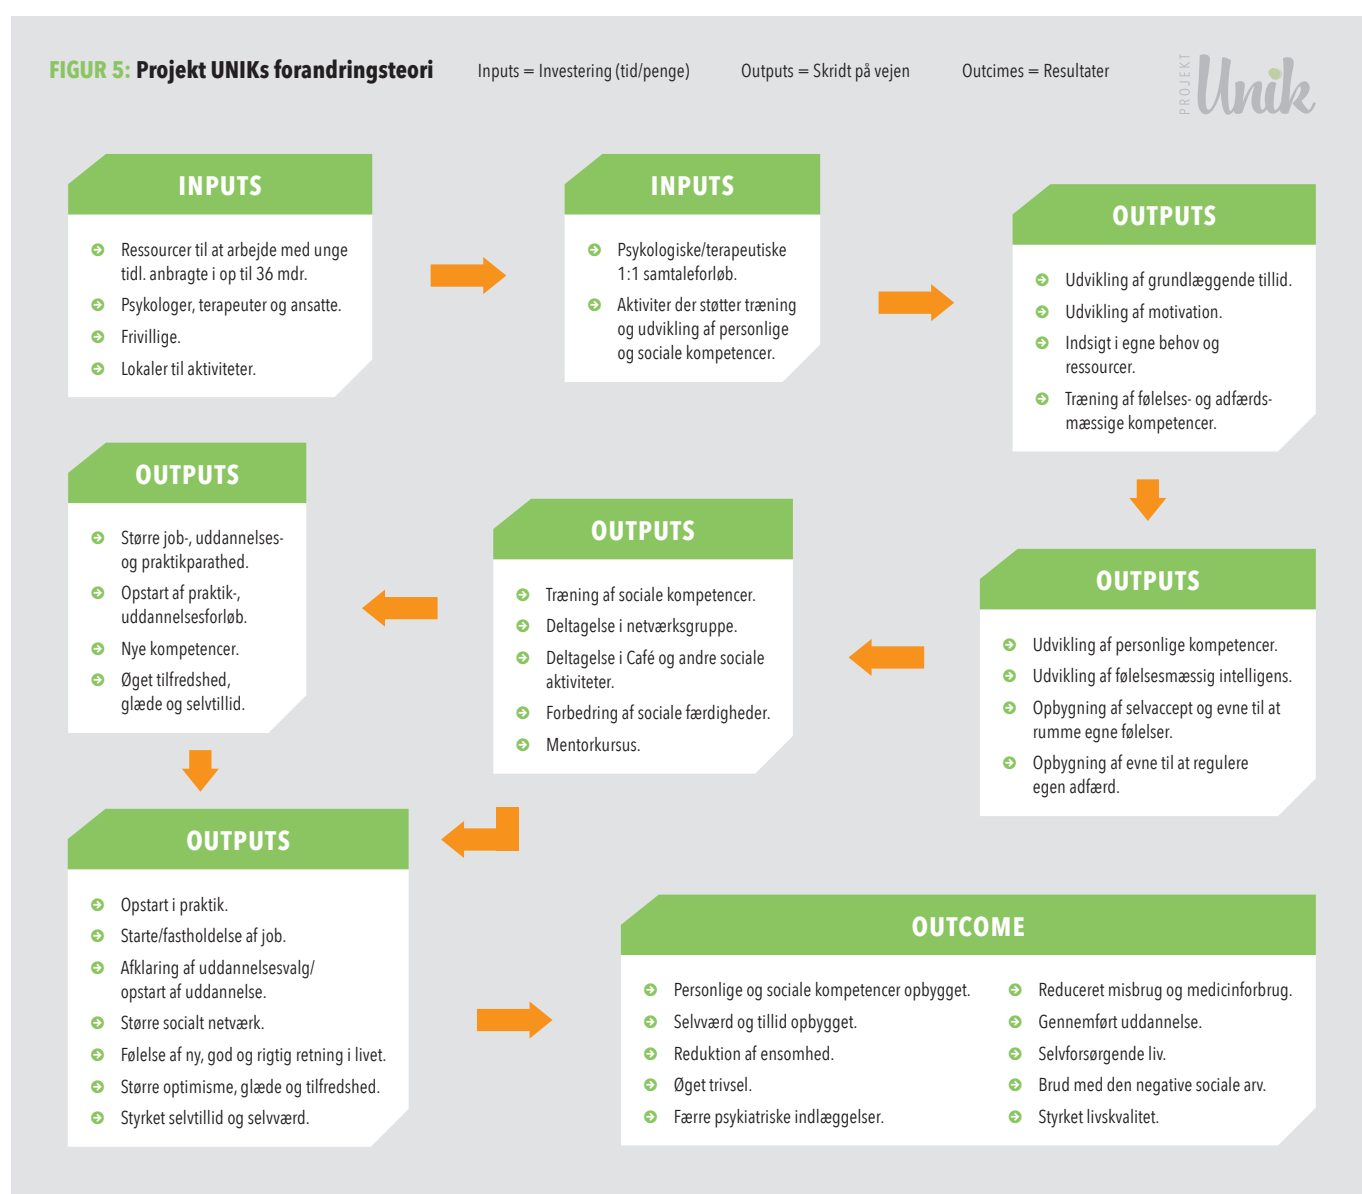 FIGUR 5: Projekt UNIKs forandringsteori
Inputs = Investering (tid/penge)
Outputs = Skridt på vejen
Outcimes = Resultater
PROJEKT
Unik
INPUTS
Ressourcer til at arbejde med unge
tidl. anbragte i op til 36 mdr.
Psykologer, terapeuter og ansatte.
Frivillige.
Lokaler til aktiviteter.
INPUTS
Psykologiske/terapeutiske
1:1 samtaleforløb.
Aktiviter der støtter træning
og udvikling af personlige
og sociale kompetencer.
OUTPUTS
Udvikling af grundlæggende tillid.
Udvikling af motivation.
Indsigt i egne behov og
ressourcer.
Træning af følelses- og adfærds-
mæssige kompetencer.
OUTPUTS
Udvikling af personlige kompetencer.
Udvikling af følelsesmæssig intelligens.
Opbygning af selvaccept og evne til at
rumme egne følelser.
Opbygning af evne til at regulere
egen adfærd.
OUTPUTS
Træning af sociale kompetencer.
Deltagelse i netværksgruppe.
Deltagelse i Café og andre sociale
aktiviteter.
Forbedring af sociale færdigheder.
Mentorkursus.
OUTPUTS
Større job-, uddannelses-
og praktikparathed.
Opstart af praktik-,
uddannelsesforløb.
Nye kompetencer.
Øget tilfredshed,
glæde og selvtillid.
OUTPUTS
Opstart i praktik.
Starte/fastholdelse af job.
Afklaring af uddannelsesvalg/
opstart af uddannelse.
Større socialt netværk.
Følelse af ny, god og rigtig retning i livet.
Større optimisme, glæde og tilfredshed.
Styrket selvtillid og selvværd.
OUTCOME
Personlige og sociale kompetencer opbygget.
Selvværd og tillid opbygget.
Reduktion af ensomhed.
Øget trivsel.
Færre psykiatriske indlæggelser.
Reduceret misbrug og medicinforbrug.
Gennemført uddannelse.
Selvforsørgende liv.
Brud med den negative sociale arv.
Styrket livskvalitet.